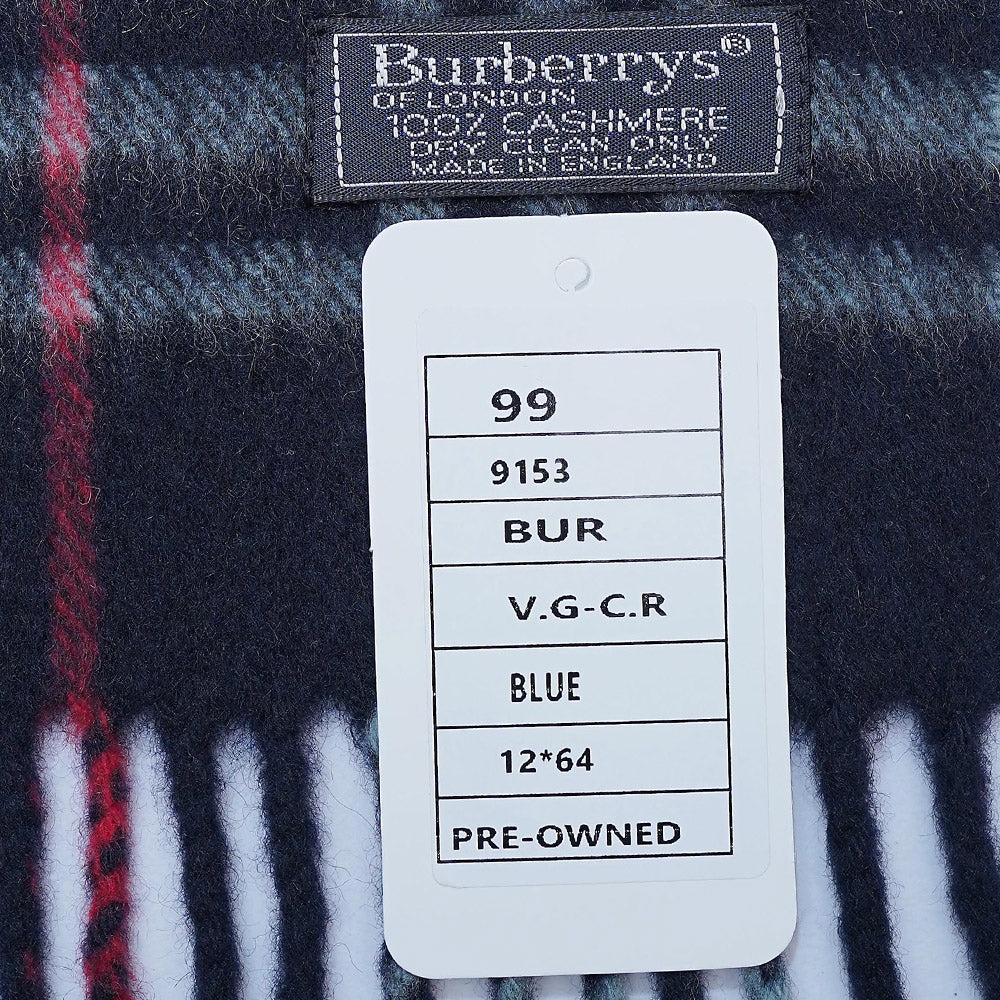 Burberrys®
OF LONDON
100% CASHMERE
DRY CLEAN ONLY
MADE IN ENGLAND
99
9153
BUR
V.G-C.R
BLUE
12*64
PRE-OWNED